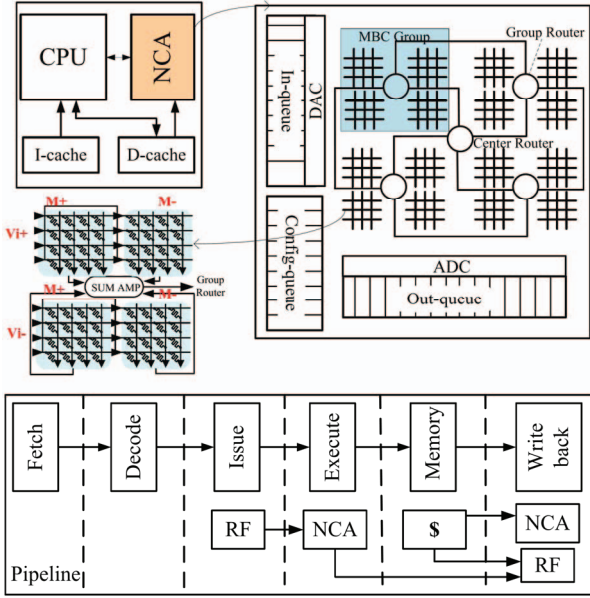 CPU
NCA
I-cache
D-cache
In-queue
DAC
MBC Group
Group Router
Center Router
Config-queue
ADC
Out-queue
M+
M-
Vi+
SUM AMP
M+
M-
Group
Router
Vi-
Fetch
Decode
Issue
Execute
Memory
Write
back
RF
NCA
$
NCA
RF
Pipeline